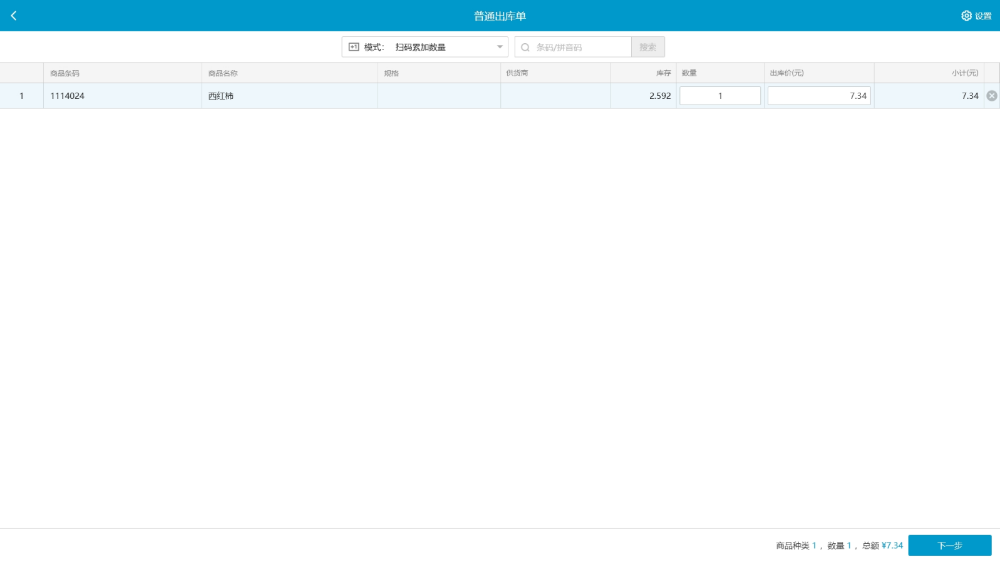 普通出库单
设置
模式： 扫码累加数量
条码/拼音码
搜索
商品条码 商品名称 规格 供货商 库存 数量 出库价(元) 小计(元)
1 1114024 西红柿 2.592 1 7.34 7.34
商品种类 1 ，数量 1 ，总额 ¥7.34
下一步